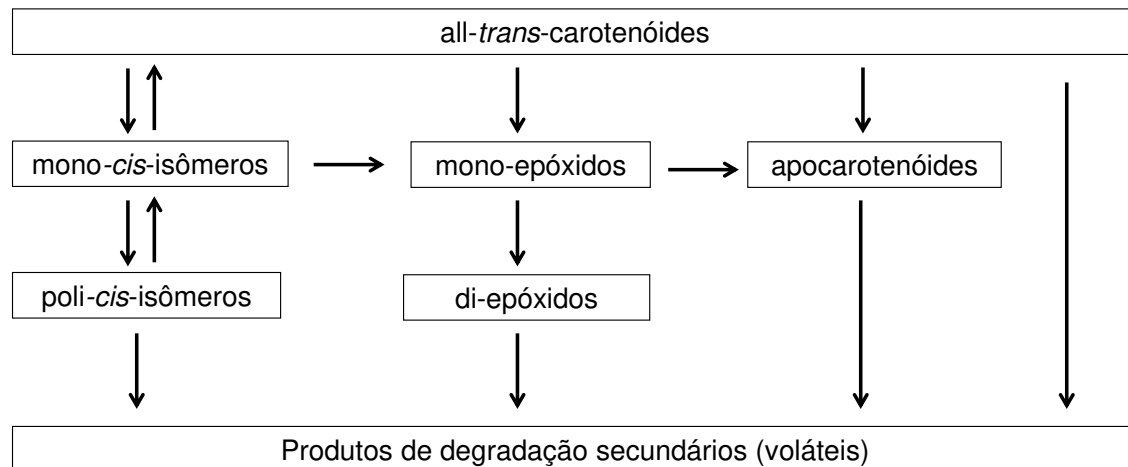 all-trans-carotenóides
mono-cis-isômeros
mono-epóxidos
apocarotenóides
poli-cis-isômeros
di-epóxidos
Produtos de degradação secundários (voláteis)